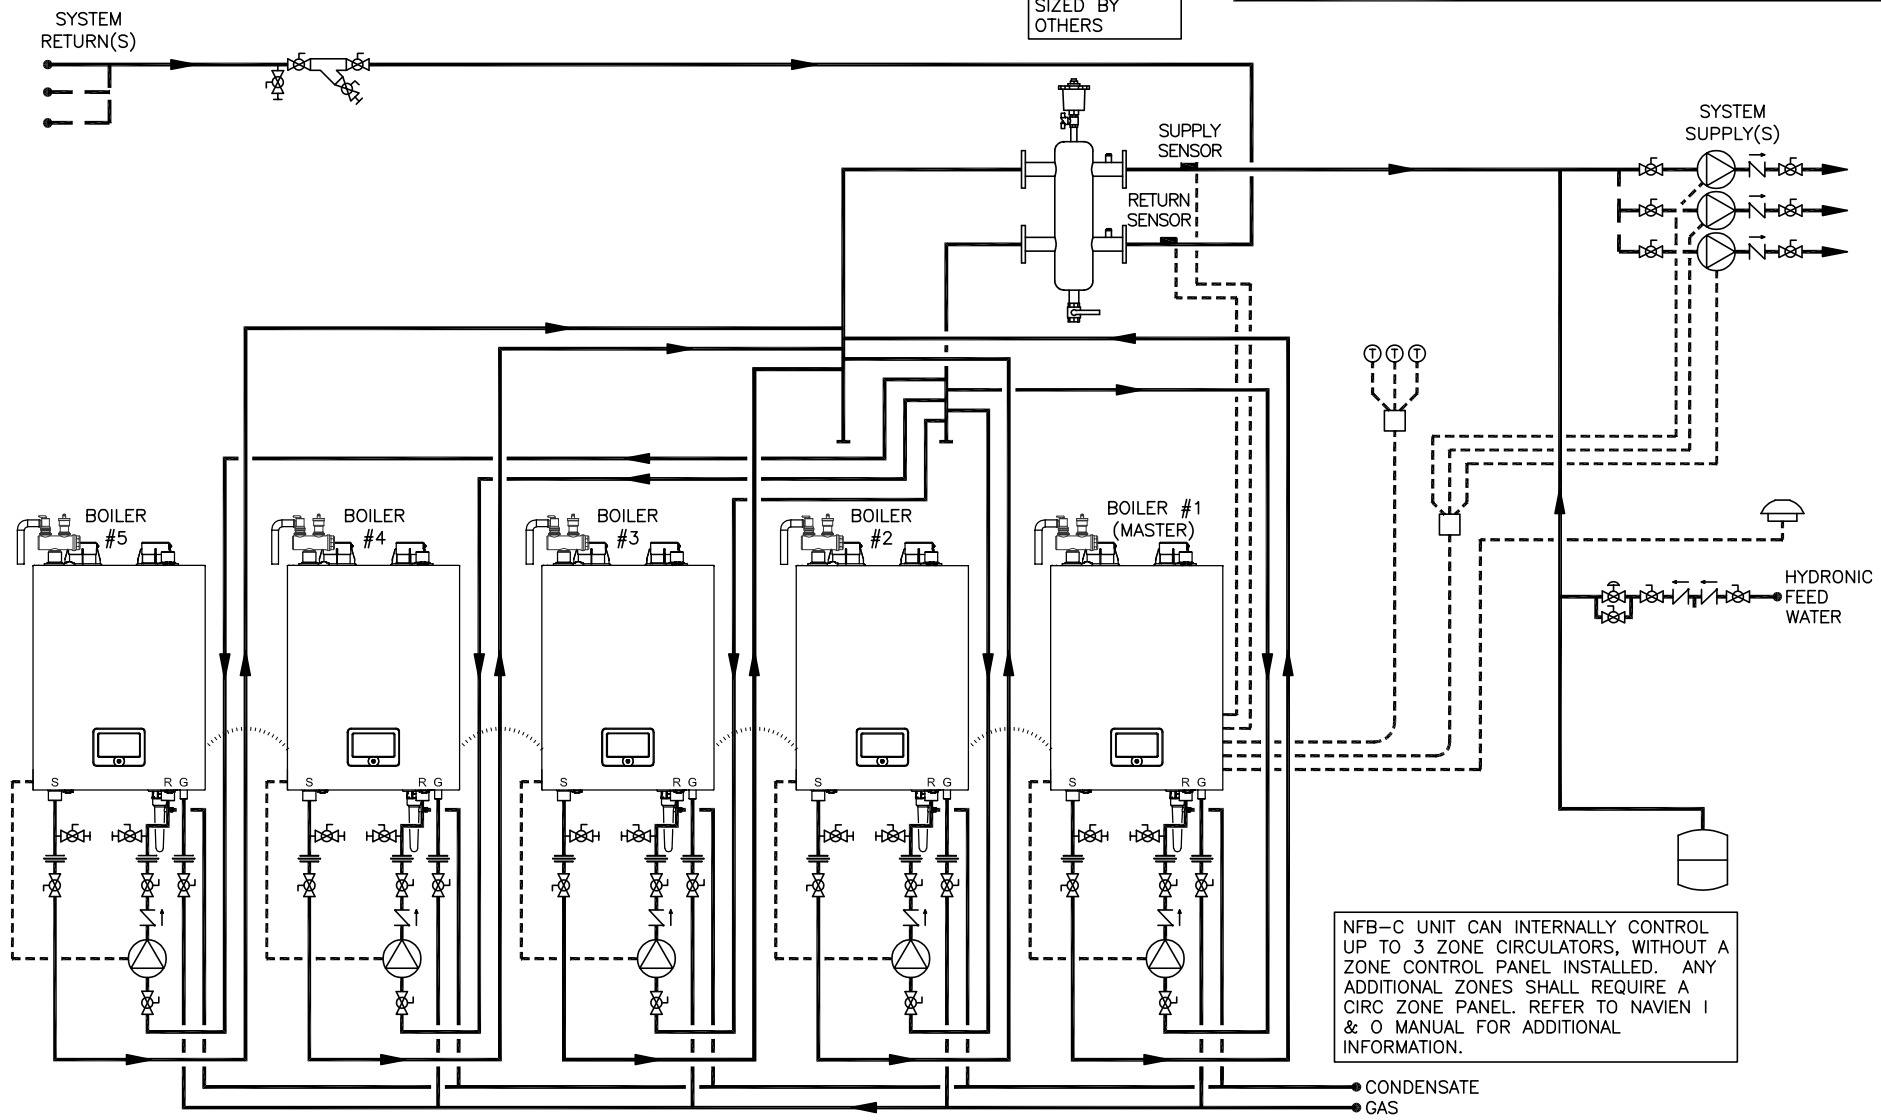 SIZED BY
OTHERS
SYSTEM
RETURN(S)
SUPPLY
SENSOR
RETURN
SENSOR
SYSTEM
SUPPLY(S)
T T T
BOILER
#5
BOILER
#4
BOILER
#3
BOILER
#2
BOILER #1
(MASTER)
HYDRONIC
FEED
WATER
S R G
S R G
S R G
S R G
S R G
NFB-C UNIT CAN INTERNALLY CONTROL
UP TO 3 ZONE CIRCULATORS, WITHOUT A
ZONE CONTROL PANEL INSTALLED. ANY
ADDITIONAL ZONES SHALL REQUIRE A
CIRC ZONE PANEL. REFER TO NAVIEN I
& O MANUAL FOR ADDITIONAL
INFORMATION.
CONDENSATE
GAS